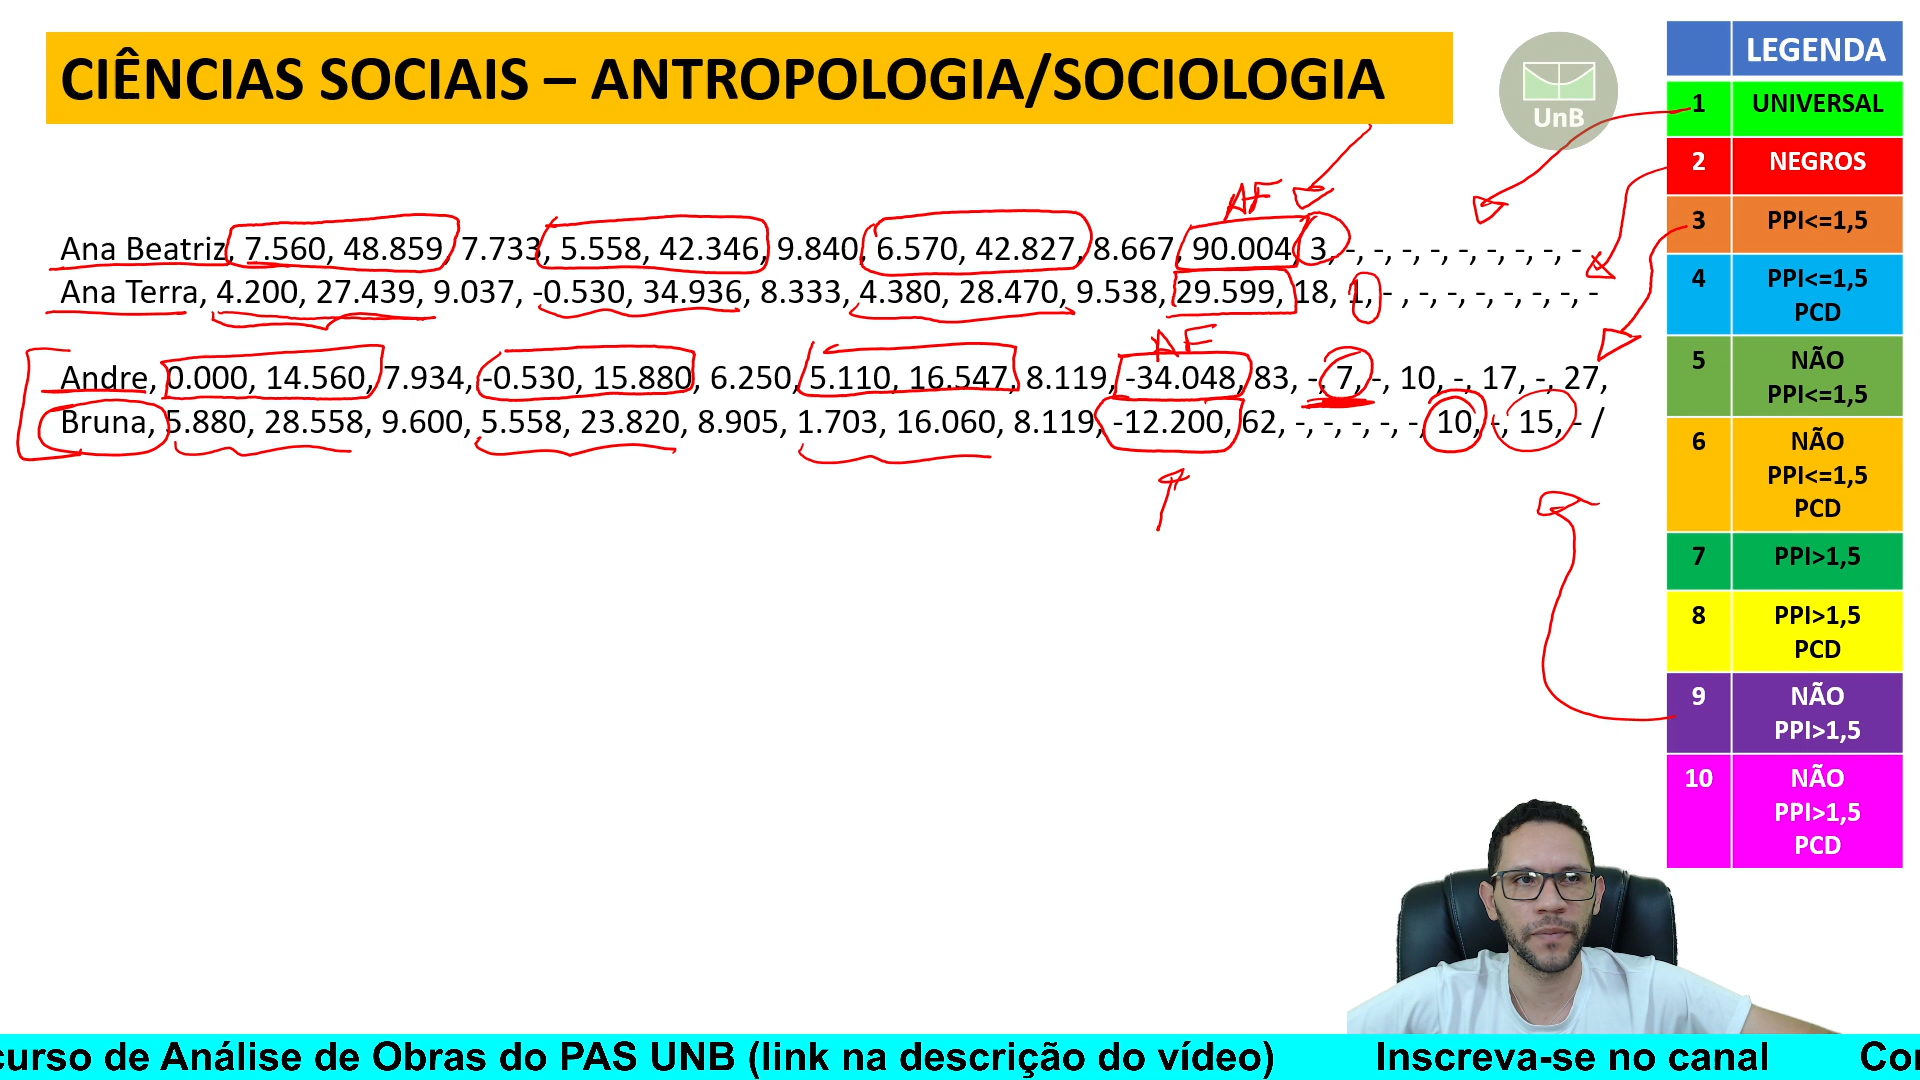 CIÊNCIAS SOCIAIS – ANTROPOLOGIA/SOCIOLOGIA
UnB
AF
Ana Beatriz, 7.560, 48.859, 7.733, 5.558, 42.346, 9.840, 6.570, 42.827, 8.667, 90.004, 3, -, -, -, -, -, -, -, -, -
Ana Terra, 4.200, 27.439, 9.037, -0.530, 34.936, 8.333, 4.380, 28.470, 9.538, 29.599, 18, 1, - , -, -, -, -, -, -, -
AF
Andre, 0.000, 14.560, 7.934, -0.530, 15.880, 6.250, 5.110, 16.547, 8.119, -34.048, 83, -, 7, -, 10, -, 17, -, 27,
Bruna, 5.880, 28.558, 9.600, 5.558, 23.820, 8.905, 1.703, 16.060, 8.119, -12.200, 62, -, -, -, -, -, 10, -, 15, - /
LEGENDA
1 UNIVERSAL
2 NEGROS
3 PPI<=1,5
4 PPI<=1,5
PCD
5 NÃO
PPI<=1,5
6 NÃO
PPI<=1,5
PCD
7 PPI>1,5
8 PPI>1,5
PCD
9 NÃO
PPI>1,5
10 NÃO
PPI>1,5
PCD
curso de Análise de Obras do PAS UNB (link na descrição do vídeo) Inscreva-se no canal